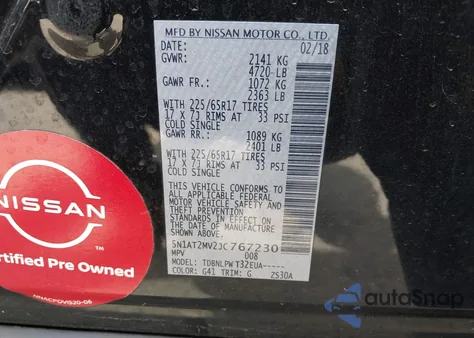 MFD BY NISSAN MOTOR CO., LTD.
DATE: 02/18
GVWR: 2141 KG
4720 LB
GAWR FR.: 1072 KG
2363 LB
WITH 225/65R17 TIRES
17 X 7J RIMS AT 33 PSI
COLD SINGLE
GAWR RR.: 1089 KG
2401 LB
WITH 225/65R17 TIRES
17 X 7J RIMS AT 33 PSI
COLD SINGLE
THIS VEHICLE CONFORMS TO
ALL APPLICABLE FEDERAL
MOTOR VEHICLE SAFETY
STANDARDS IN EFFECT ON
THE DATE OF MANUFACTURE
SHOWN ABOVE.
5N1AT2MV2JC767230
MPV 008
MODEL: TDBNLPW T32EUA-----
COLOR: G41 TRIM: G ZS30A
NISSAN
Certified Pre Owned
autoSnap